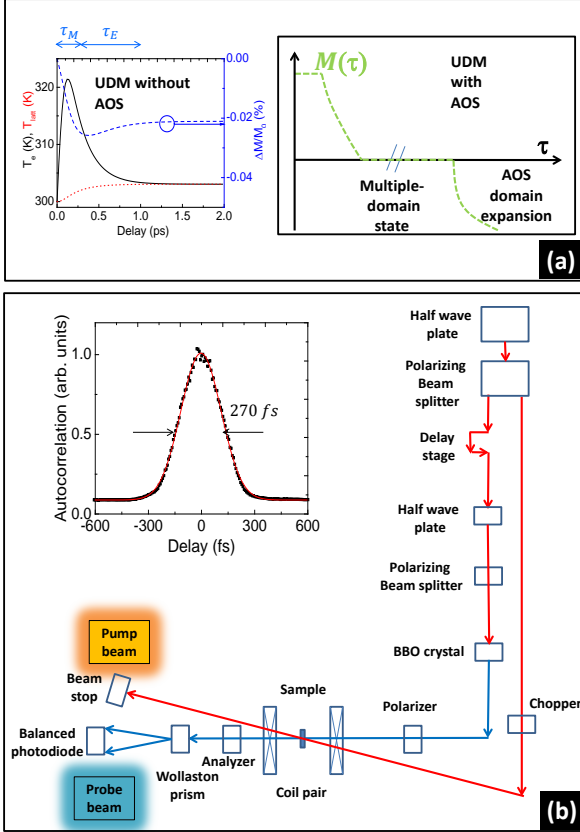 τ_M τ_E
UDM without
AOS
T_e (K), T_latt (K)
320
310
300
0.0 0.5 1.0 1.5 2.0
Delay (ps)
0.00
-0.02
-0.04
ΔM/M_0 (%)
M(τ)
UDM
with
AOS
τ
Multiple-
domain
state
AOS
domain
expansion
(a)
Autocorrelation (arb. units)
1.0
0.5
0.0
270 fs
-600 -300 0 300 600
Delay (fs)
Half wave
plate
Polarizing
Beam
splitter
Delay
stage
Half wave
plate
Polarizing
Beam splitter
BBO crystal
Chopper
Pump
beam
Beam
stop
Sample
Polarizer
Balanced
photodiode
Analyzer
Wollaston
prism
Coil pair
Probe
beam
(b)